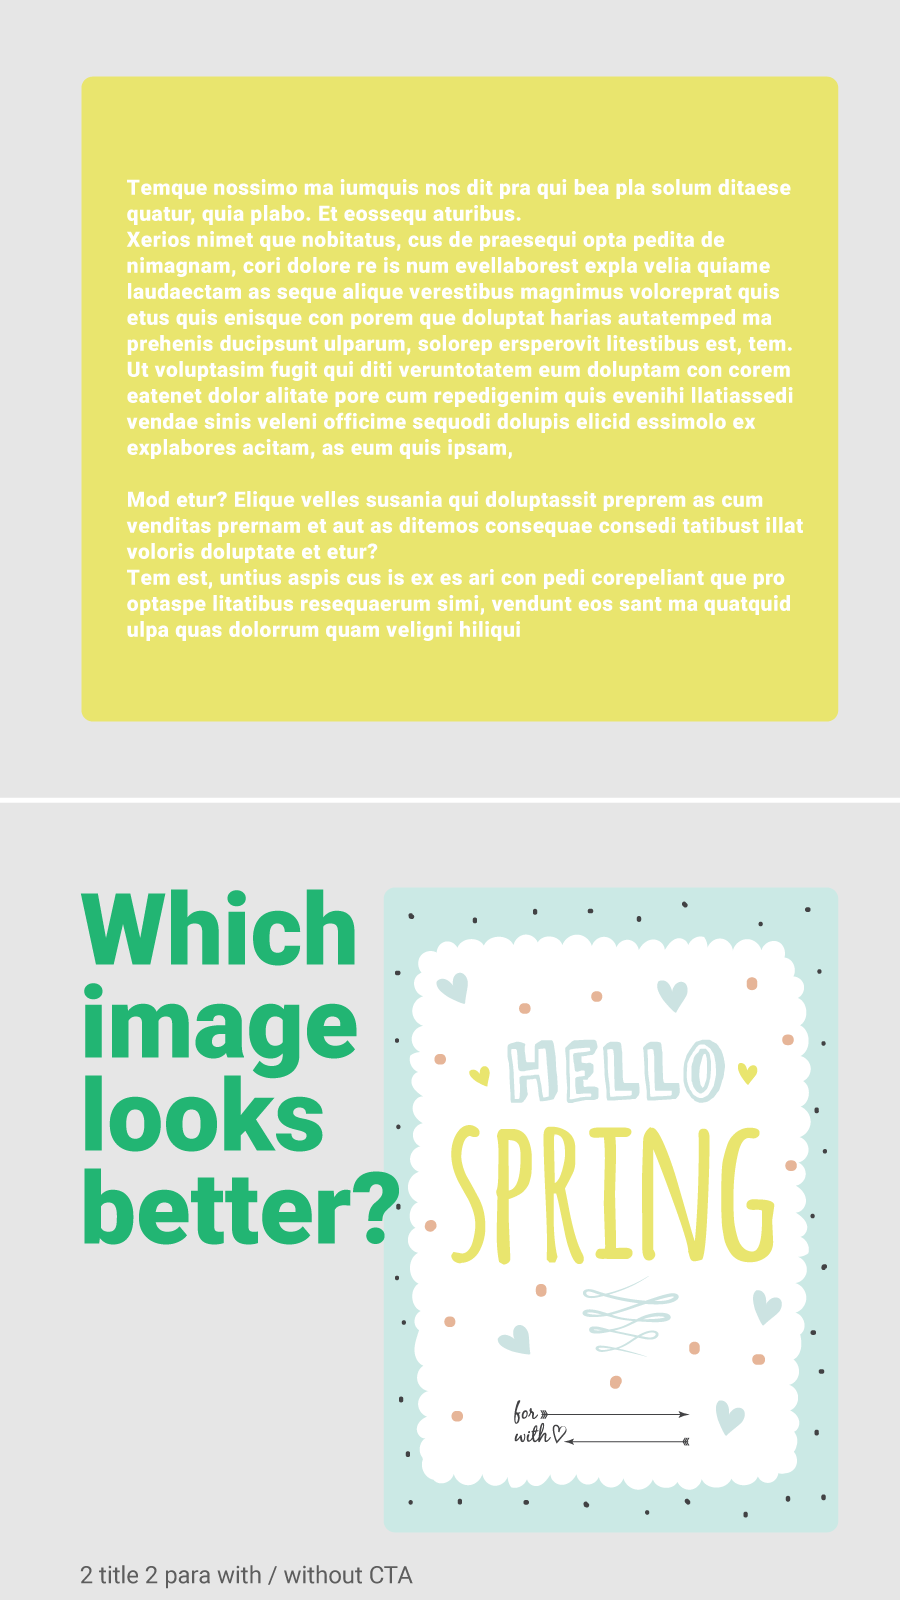 Temque nossimo ma iumquis nos dit pra qui bea pla solum ditaese
quatur, quia plabo. Et eossequ aturibus.
Xerios nimet que nobitatus, cus de praesequi opta pedita de
nimagnam, cori dolore re is num evellaborest expla velia quiame
laudaectam as seque alique verestibus magnimus voloreprat quis
etus quis enisque con porem que doluptat harias autatemped ma
prehenis ducipsunt ulparum, solorep ersperovit litestibus est, tem.
Ut voluptasim fugit qui diti veruntotatem eum doluptam con corem
eatenet dolor alitate pore cum repedigenim quis evenihi llatiassedi
vendae sinis veleni officime sequodi dolupis elicid essimolo ex
explabores acitam, as eum quis ipsam,
Mod etur? Elique velles susania qui doluptassit preprem as cum
venditas prernam et aut as ditemos consequae consedi tatibust illat
voloris doluptate et etur?
Tem est, untius aspis cus is ex es ari con pedi corepeliant que pro
optaspe litatibus resequaerum simi, vendunt eos sant ma quatquid
ulpa quas dolorrum quam veligni hiliqui
Which
image
looks
better?
HELLO
SPRING
for
with
2 title 2 para with / without CTA